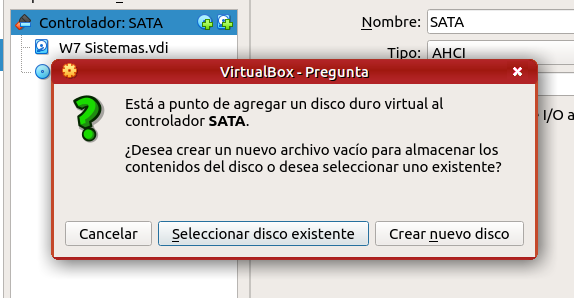 Controlador: SATA
Nombre: SATA
W7 Sistemas.vdi
Tipo: AHCI
VirtualBox - Pregunta
Está a punto de agregar un disco duro virtual al
controlador SATA.
¿Desea crear un nuevo archivo vacío para almacenar los
contenidos del disco o desea seleccionar uno existente?
Cancelar
Seleccionar disco existente
Crear nuevo disco